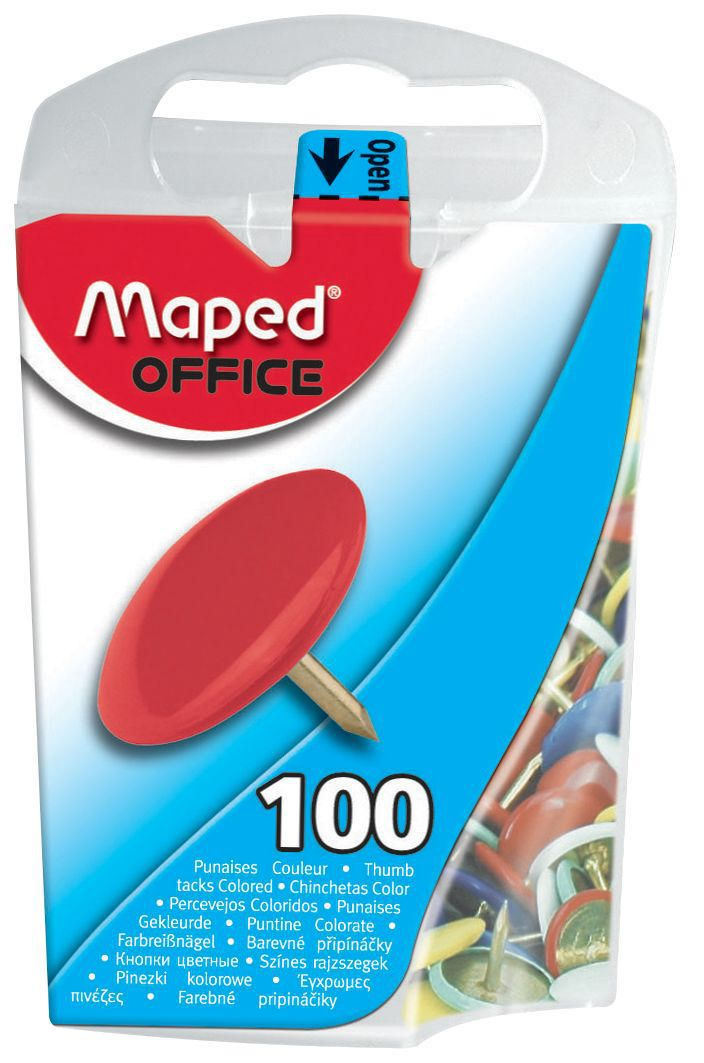 Open
Maped®
OFFICE
100
Punaises Couleur • Thumb
tacks Colored • Chinchetas Color
• Percevejos Coloridos • Punaises
Gekleurde • Puntine Colorate •
Farbreißnägel • Barevné připínáčky
• Кнопки цветные • Színes rajzszegek
• Pinezki kolorowe • Έγχρωμες
πινέζες • Farebné pripináčiky